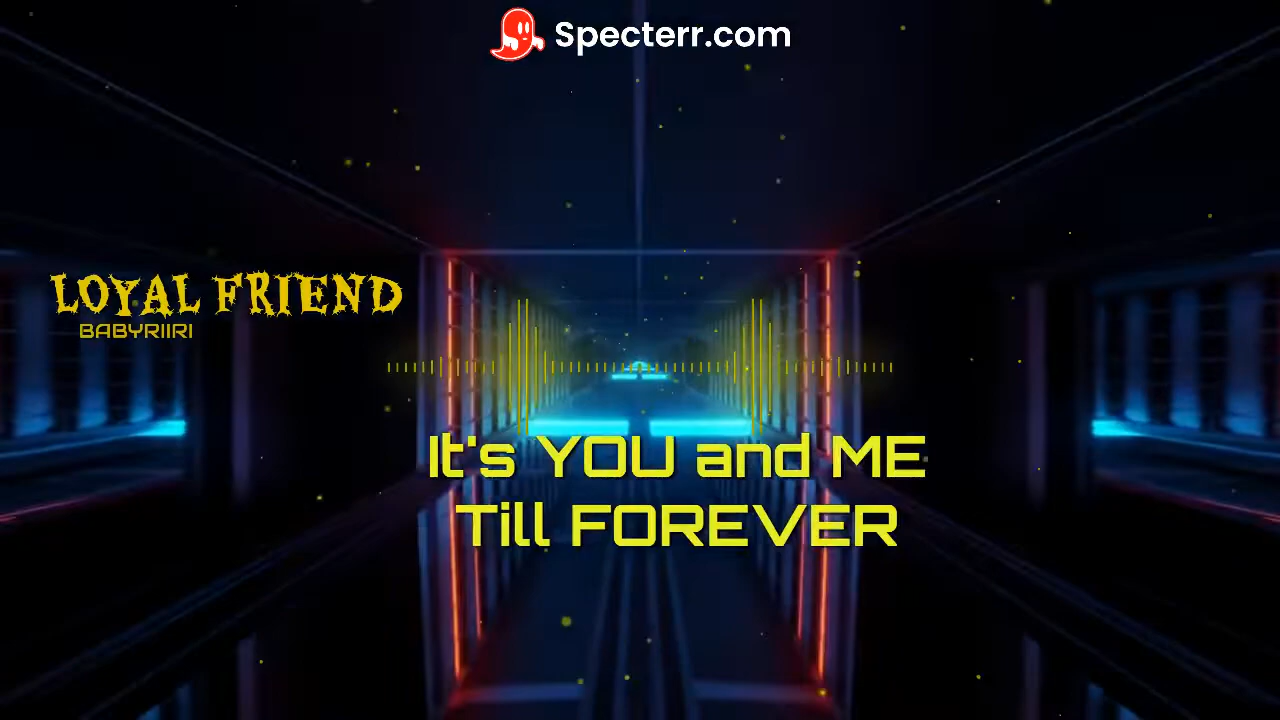 Specterr.com
LOYAL FRIEND
BABYRIIRI
It's YOU and ME
Till FOREVER